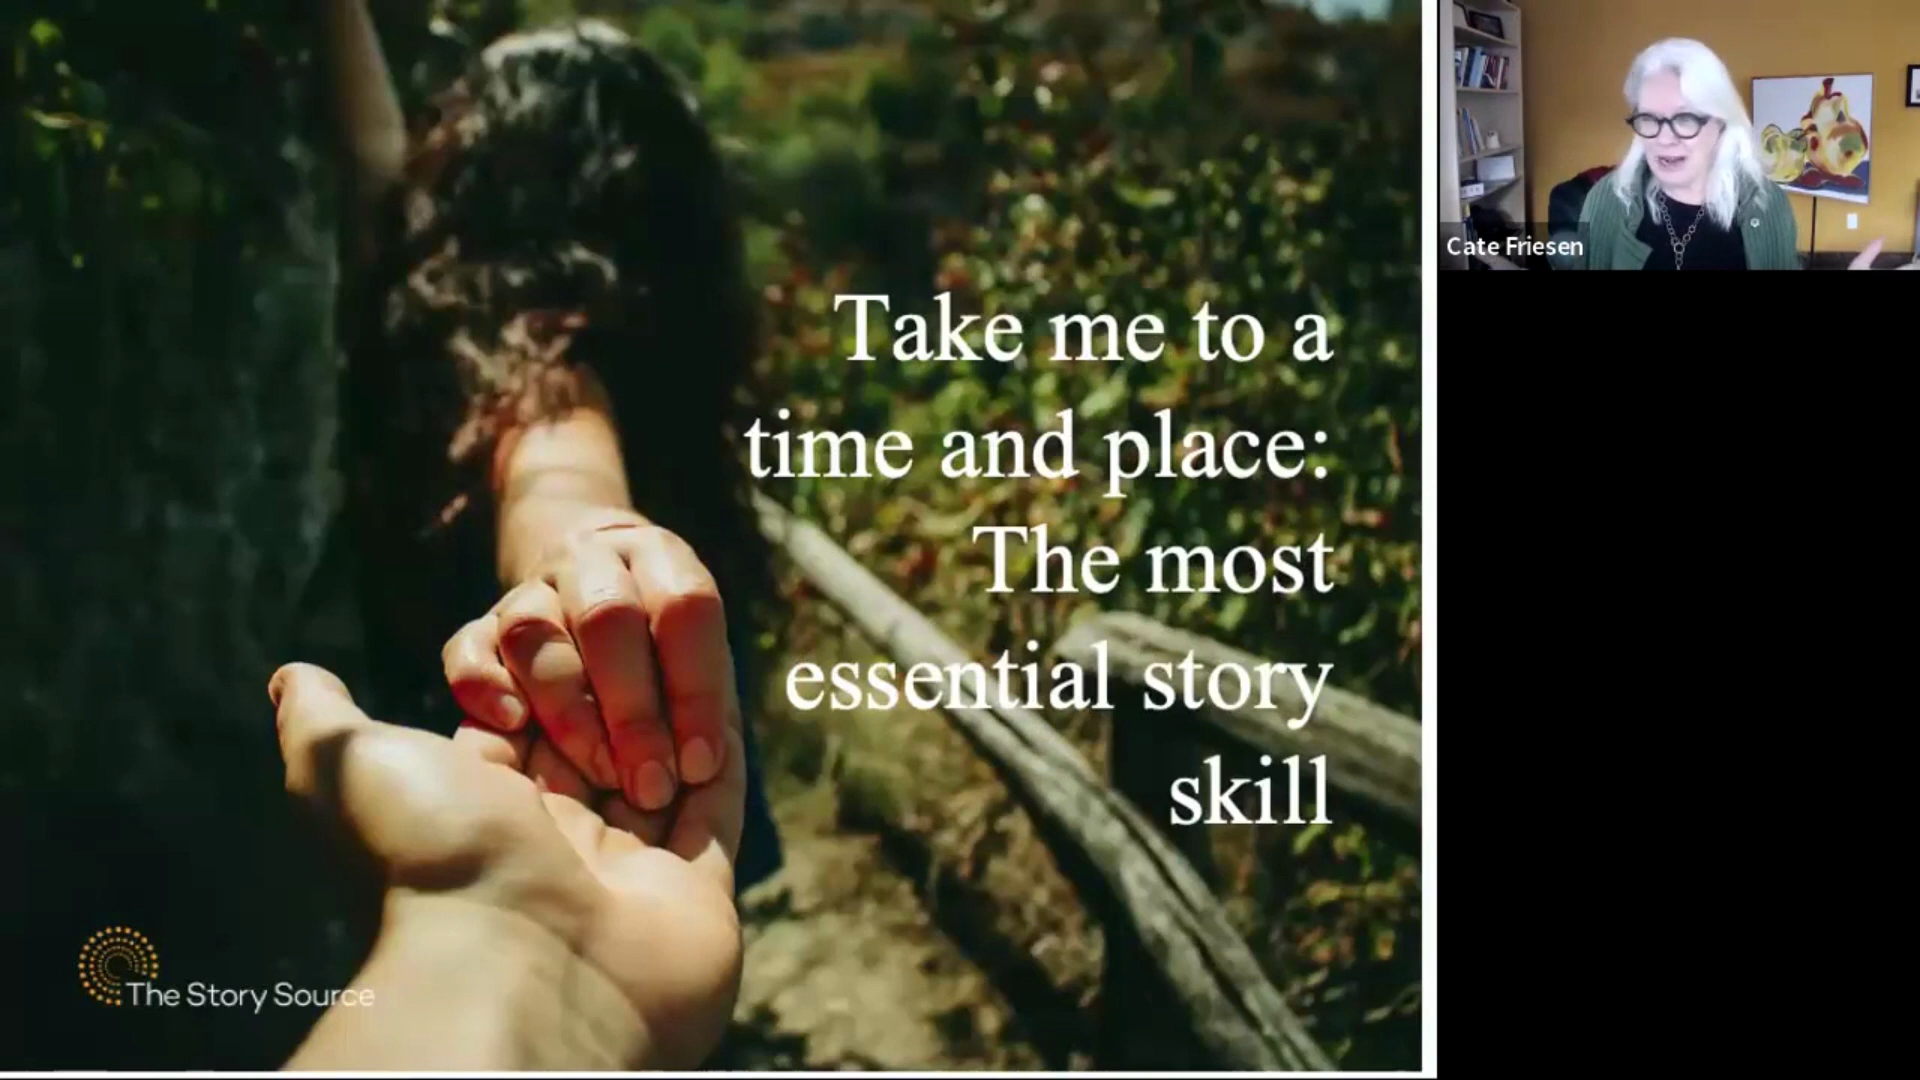 Take me to a
time and place:
The most
essential story
skill
The Story Source
Cate Friesen